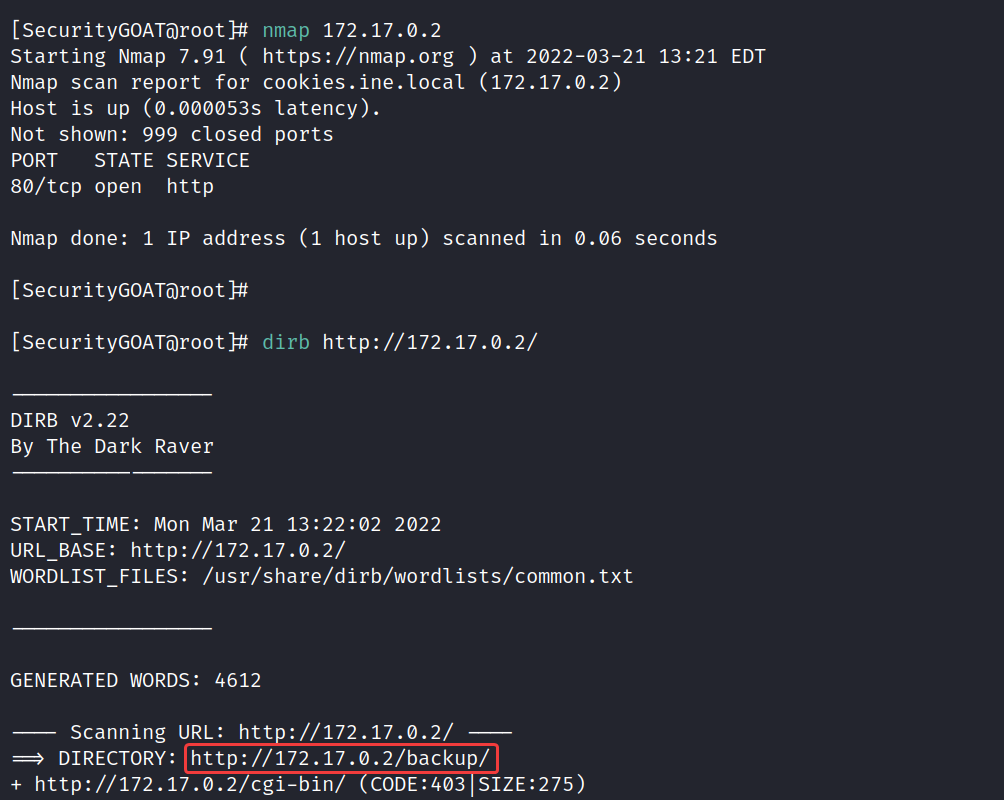 [SecurityGOAT@root]# nmap 172.17.0.2
Starting Nmap 7.91 ( https://nmap.org ) at 2022-03-21 13:21 EDT
Nmap scan report for cookies.ine.local (172.17.0.2)
Host is up (0.000053s latency).
Not shown: 999 closed ports
PORT   STATE SERVICE
80/tcp open  http
Nmap done: 1 IP address (1 host up) scanned in 0.06 seconds
[SecurityGOAT@root]#
[SecurityGOAT@root]# dirb http://172.17.0.2/
-----------------
DIRB v2.22
By The Dark Raver
-----------------
START_TIME: Mon Mar 21 13:22:02 2022
URL_BASE: http://172.17.0.2/
WORDLIST_FILES: /usr/share/dirb/wordlists/common.txt
-----------------
GENERATED WORDS: 4612
---- Scanning URL: http://172.17.0.2/ ----
==> DIRECTORY: http://172.17.0.2/backup/
+ http://172.17.0.2/cgi-bin/ (CODE:403|SIZE:275)